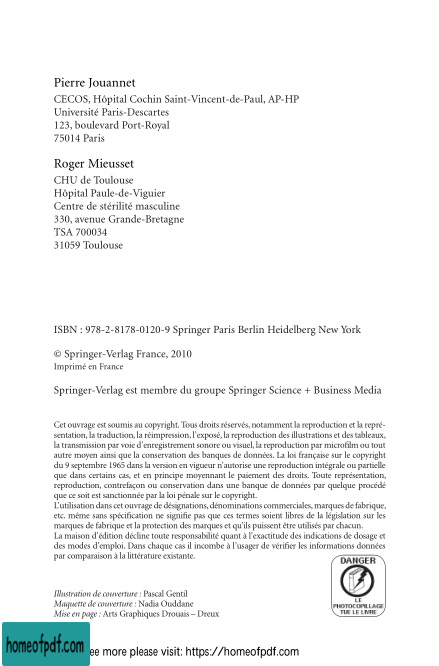 Pierre Jouannet
CECOS, Hôpital Cochin Saint-Vincent-de-Paul, AP-HP
Université Paris-Descartes
123, boulevard Port-Royal
75014 Paris
Roger Mieusset
CHU de Toulouse
Hôpital Paule-de-Viguier
Centre de stérilité masculine
330, avenue Grande-Bretagne
TSA 700034
31059 Toulouse
ISBN : 978-2-8178-0120-9 Springer Paris Berlin Heidelberg New York
© Springer-Verlag France, 2010
Imprimé en France
Springer-Verlag est membre du groupe Springer Science + Business Media
Cet ouvrage est soumis au copyright. Tous droits réservés, notamment la reproduction et la repré-
sentation, la traduction, la réimpression, l'exposé, la reproduction des illustrations et des tableaux,
la transmission par voie d'enregistrement sonore ou visuel, la reproduction par microfilm ou tout
autre moyen ainsi que la conservation des banques de données. La loi française sur le copyright
du 9 septembre 1965 dans la version en vigueur n'autorise une reproduction intégrale ou partielle
que dans certains cas, et en principe moyennant le paiement des droits. Toute représentation,
reproduction, contrefaçon ou conservation dans une banque de données par quelque procédé
que ce soit est sanctionnée par la loi pénale sur le copyright.
L'utilisation dans cet ouvrage de désignations, dénominations commerciales, marques de fabrique,
etc. même sans spécification ne signifie pas que ces termes soient libres de la législation sur les
marques de fabrique et la protection des marques et qu'ils puissent être utilisés par chacun.
La maison d'édition décline toute responsabilité quant à l'exactitude des indications de dosage et
des modes d'emploi. Dans chaque cas il incombe à l'usager de vérifier les informations données
par comparaison à la littérature existante.
DANGER
LE
PHOTOCOPILLAGE
TUE LE LIVRE
Illustration de couverture : Pascal Gentil
Maquette de couverture : Nadia Ouddane
Mise en page : Arts Graphiques Drouais – Dreux
homeofpdf.com
ee more please visit: https://homeofpdf.com